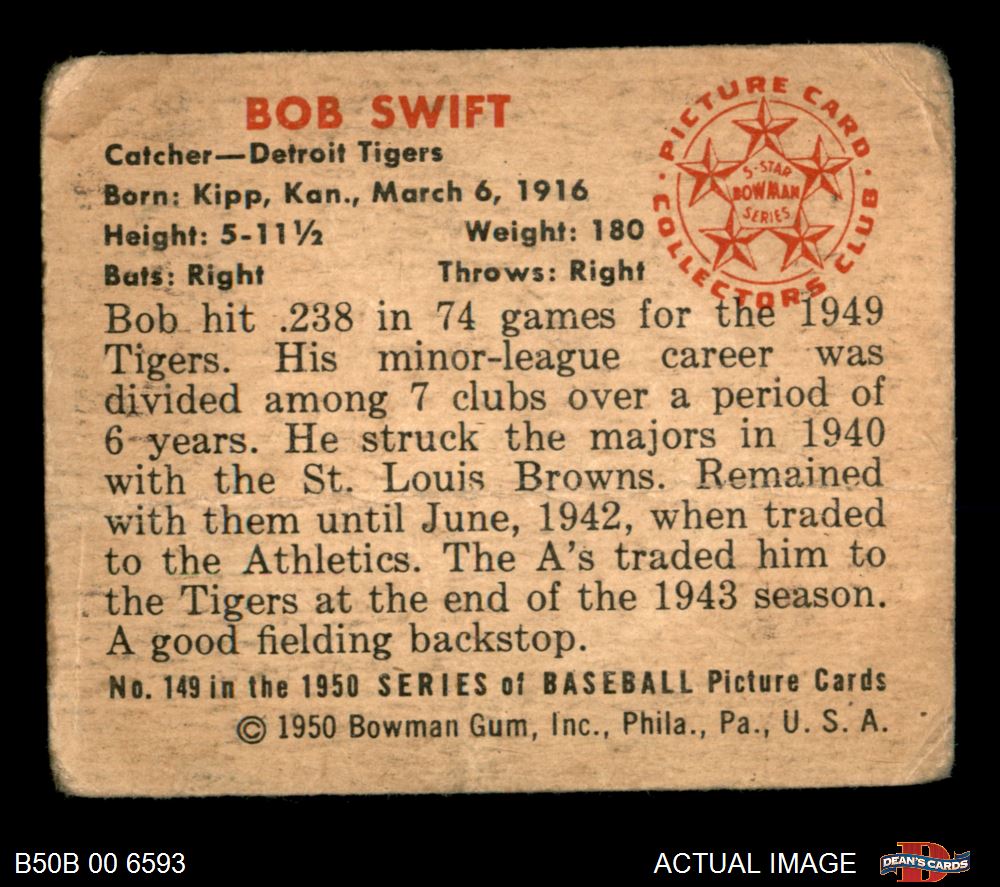 BOB SWIFT
Catcher—Detroit Tigers
Born: Kipp, Kan., March 6, 1916
Height: 5-11½ Weight: 180
Bats: Right Throws: Right
PICTURE CARD
COLLECTORS CLUB
5-STAR
BOWMAN
SERIES
Bob hit .238 in 74 games for the 1949
Tigers. His minor-league career was
divided among 7 clubs over a period of
6 years. He struck the majors in 1940
with the St. Louis Browns. Remained
with them until June, 1942, when traded
to the Athletics. The A's traded him to
the Tigers at the end of the 1943 season.
A good fielding backstop.
No. 149 in the 1950 SERIES of BASEBALL Picture Cards
© 1950 Bowman Gum, Inc., Phila., Pa., U. S. A.
B50B 00 6593 ACTUAL IMAGE
D
DEAN'S CARDS